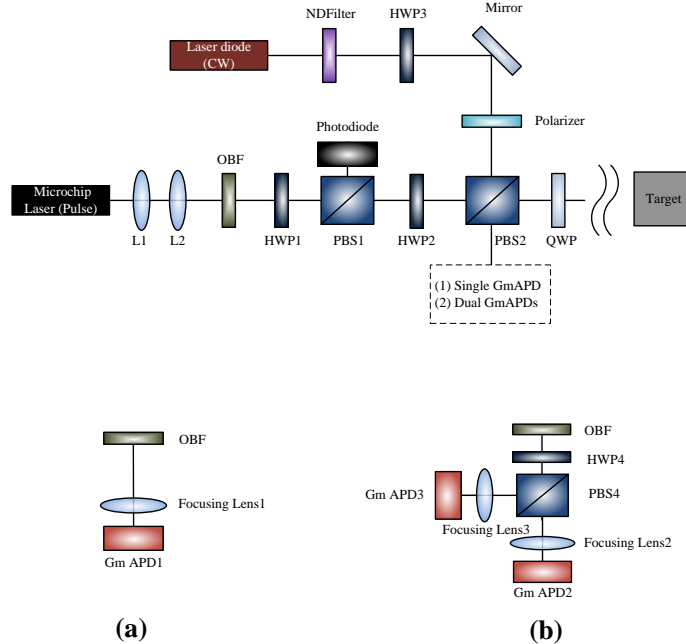 NDFilter
HWP3
Mirror
Laser diode
(CW)
Polarizer
Photodiode
OBF
Microchip
Laser (Pulse)
Target
L1
L2
HWP1
PBS1
HWP2
PBS2
QWP
(1) Single GmAPD
(2) Dual GmAPDs
OBF
Focusing Lens1
Gm APD1
(a)
OBF
HWP4
Gm APD3
PBS4
Focusing Lens3
Focusing Lens2
Gm APD2
(b)